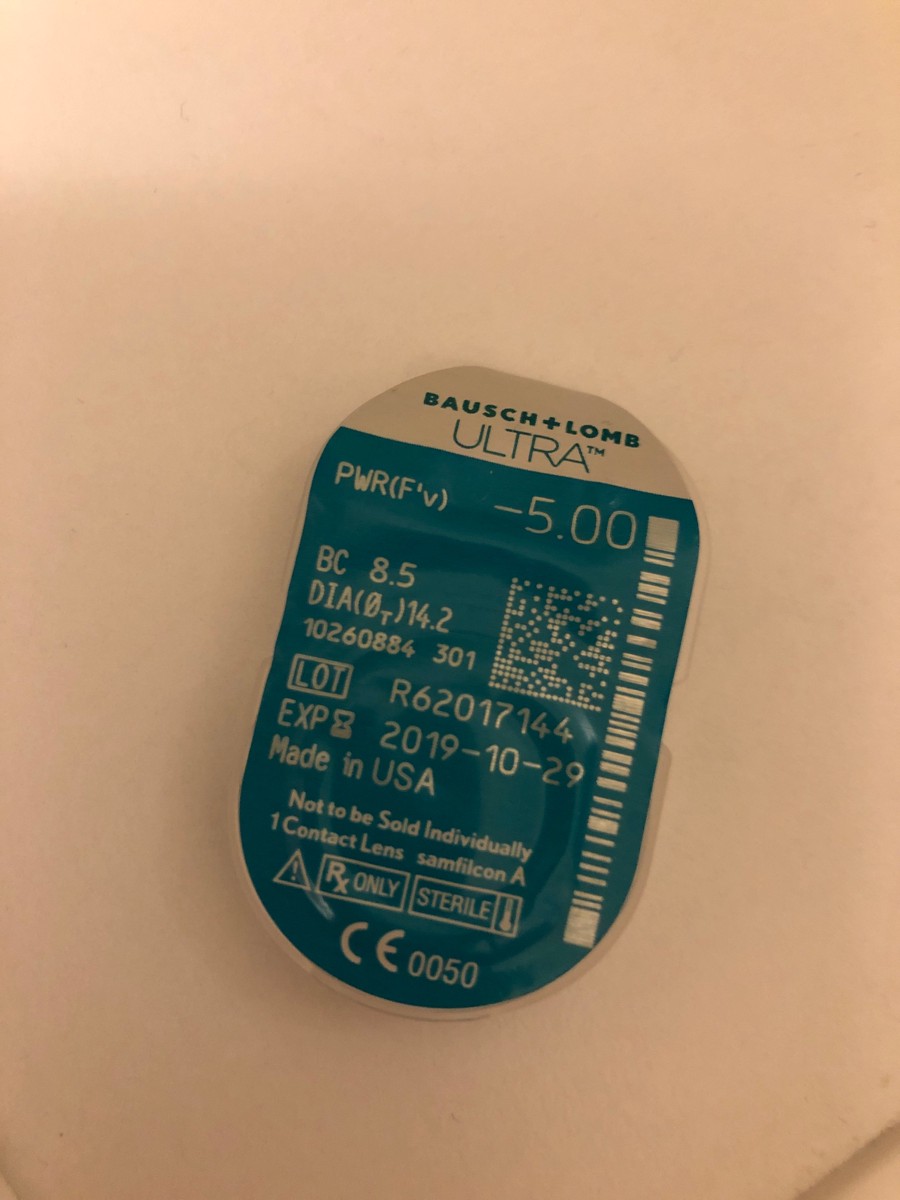 BAUSCH+LOMB
ULTRA™
PWR(F'v) -5.00
BC 8.5
DIA(ØT)14.2
10260884 301
LOT R62017144
EXP 2019-10-29
Made in USA
Not to be Sold Individually
1 Contact Lens samfilcon A
Rx ONLY STERILE
CE 0050